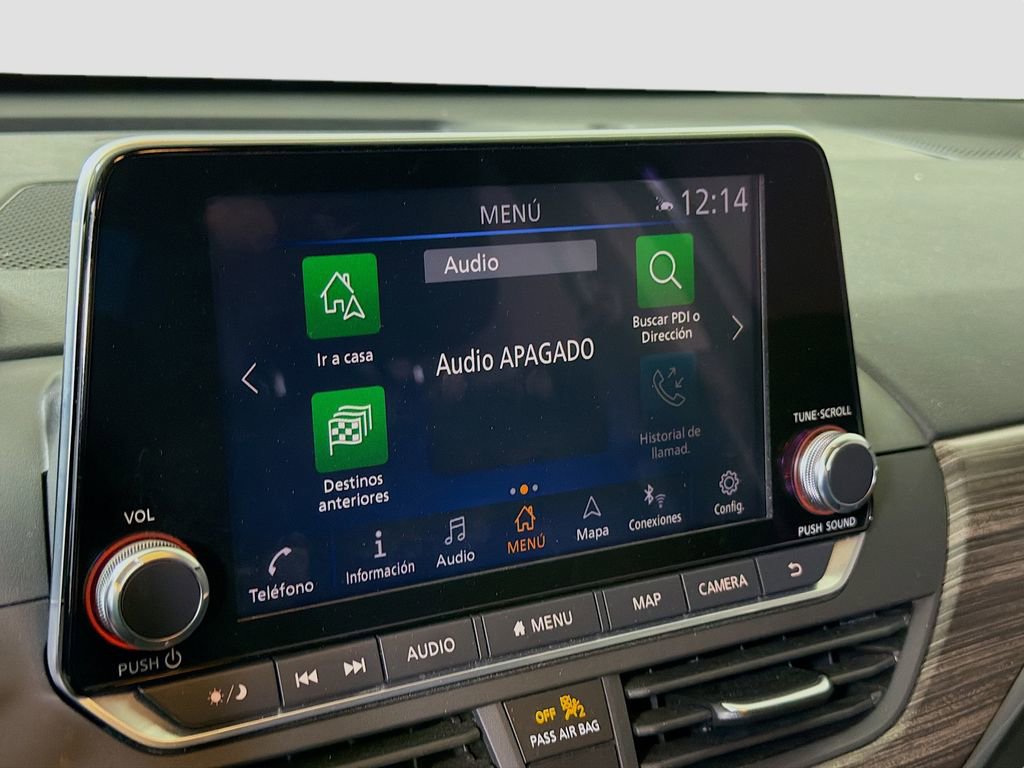 MENÚ
12:14
Audio
Ir a casa
Buscar PDI o
Dirección
Audio APAGADO
Destinos
anteriores
Historial de
llamad.
Teléfono
Información
Audio
MENÚ
Mapa
Conexiones
Config.
VOL
PUSH
TUNE·SCROLL
PUSH SOUND
AUDIO
MENU
MAP
CAMERA
OFF 2
PASS AIR BAG